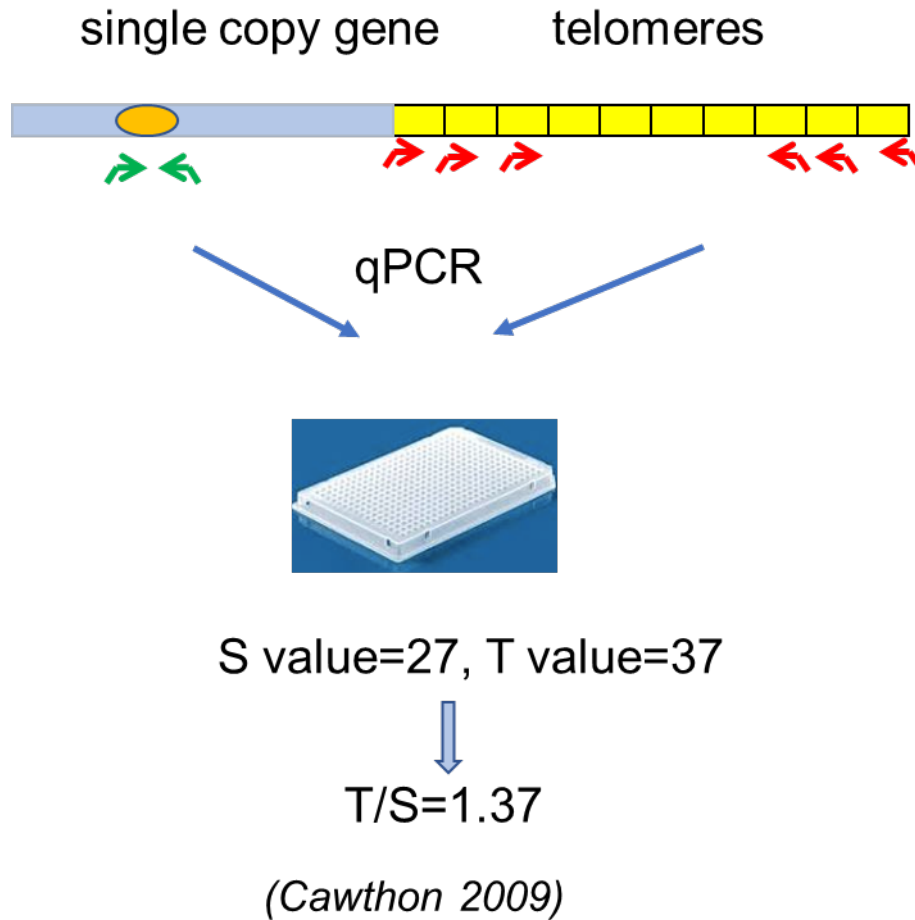 single copy gene telomeres
qPCR
S value=27, T value=37
T/S=1.37
(Cawthon 2009)